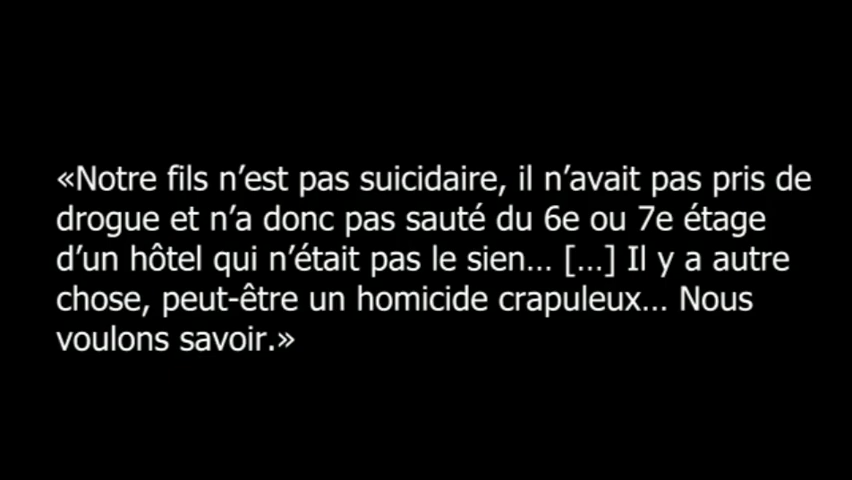 «Notre fils n’est pas suicidaire, il n’avait pas pris de
drogue et n’a donc pas sauté du 6e ou 7e étage
d’un hôtel qui n’était pas le sien... [...] Il y a autre
chose, peut-être un homicide crapuleux... Nous
voulons savoir.»